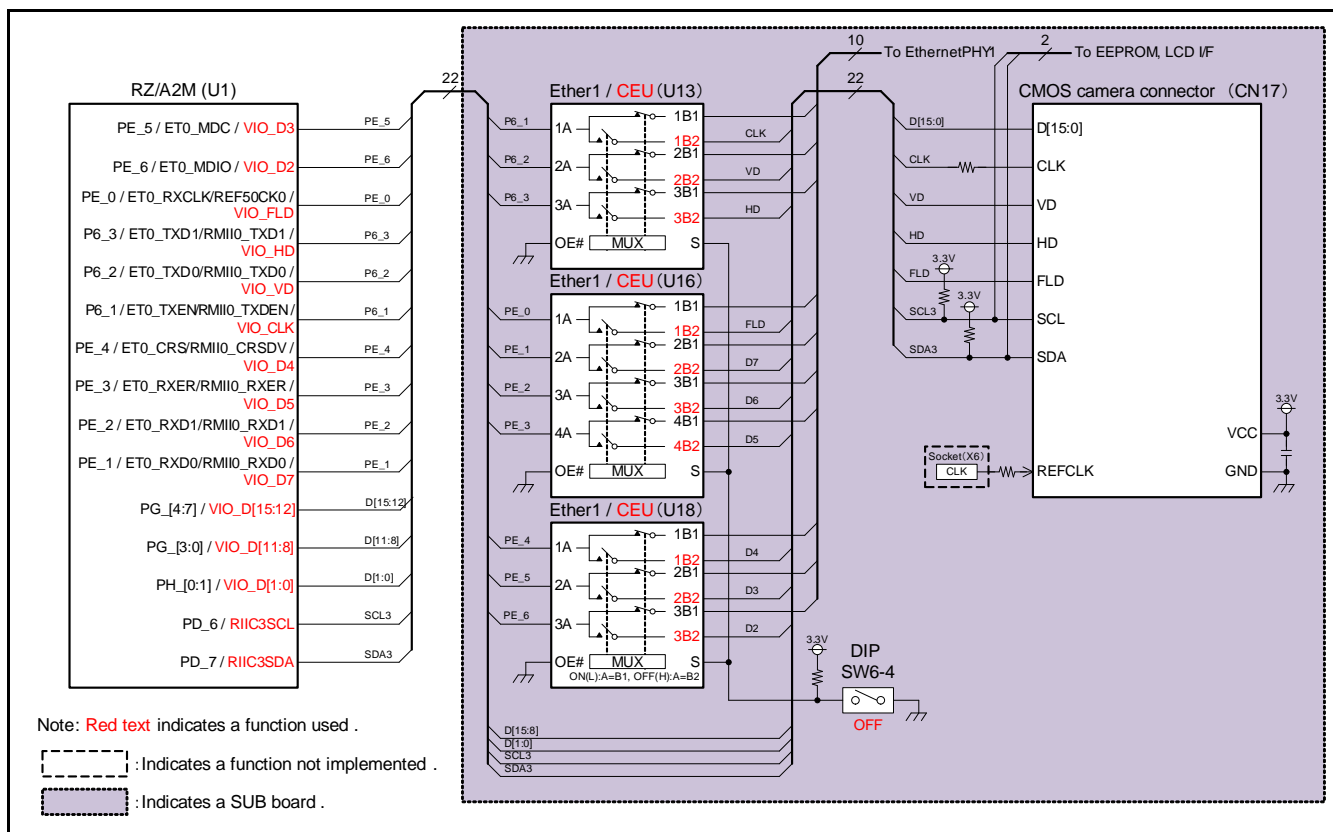 10
To EthernetPHY1
2
To EEPROM, LCD I/F
RZ/A2M (U1)
22
Ether1 / CEU (U13)
22
CMOS camera connector (CN17)
PE_5 / ET0_MDC / VIO_D3
PE_5
PE_6 / ET0_MDIO / VIO_D2
PE_6
PE_0 / ET0_RXCLK/REF50CK0/
VIO_FLD
PE_0
P6_3 / ET0_TXD1/RMII0_TXD1 /
VIO_HD
P6_3
P6_2 / ET0_TXD0/RMII0_TXD0 /
VIO_VD
P6_2
P6_1 / ET0_TXEN/RMII0_TXDEN /
VIO_CLK
P6_1
PE_4 / ET0_CRS/RMII0_CRSDV /
VIO_D4
PE_4
PE_3 / ET0_RXER/RMII0_RXER /
VIO_D5
PE_3
PE_2 / ET0_RXD1/RMII0_RXD1 /
VIO_D6
PE_2
PE_1 / ET0_RXD0/RMII0_RXD0 /
VIO_D7
PE_1
PG_[4:7] / VIO_D[15:12]
D[15:12]
PG_[3:0] / VIO_D[11:8]
D[11:8]
PH_[0:1] / VIO_D[1:0]
D[1:0]
PD_6 / RIIC3SCL
SCL3
PD_7 / RIIC3SDA
SDA3
P6_1
1A
1B1
1B2
CLK
P6_2
2A
2B1
2B2
VD
P6_3
3A
3B1
3B2
HD
OE#
MUX
S
Ether1 / CEU (U16)
PE_0
1A
1B1
1B2
FLD
PE_1
2A
2B1
2B2
D7
PE_2
3A
3B1
3B2
D6
PE_3
4A
4B1
4B2
D5
OE#
MUX
S
Ether1 / CEU (U18)
PE_4
1A
1B1
1B2
D4
PE_5
2A
2B1
2B2
D3
PE_6
3A
3B1
3B2
D2
OE#
MUX
S
ON(L):A=B1, OFF(H):A=B2
D[15:0]
D[15:0]
CLK
CLK
VD
VD
HD
HD
3.3V
FLD
FLD
3.3V
SCL3
SCL
SDA3
SDA
3.3V
VCC
GND
Socket(X6)
CLK
REFCLK
3.3V
DIP
SW6-4
OFF
D[15:8]
D[1:0]
SCL3
SDA3
Note: Red text indicates a function used .
: Indicates a function not implemented .
: Indicates a SUB board .